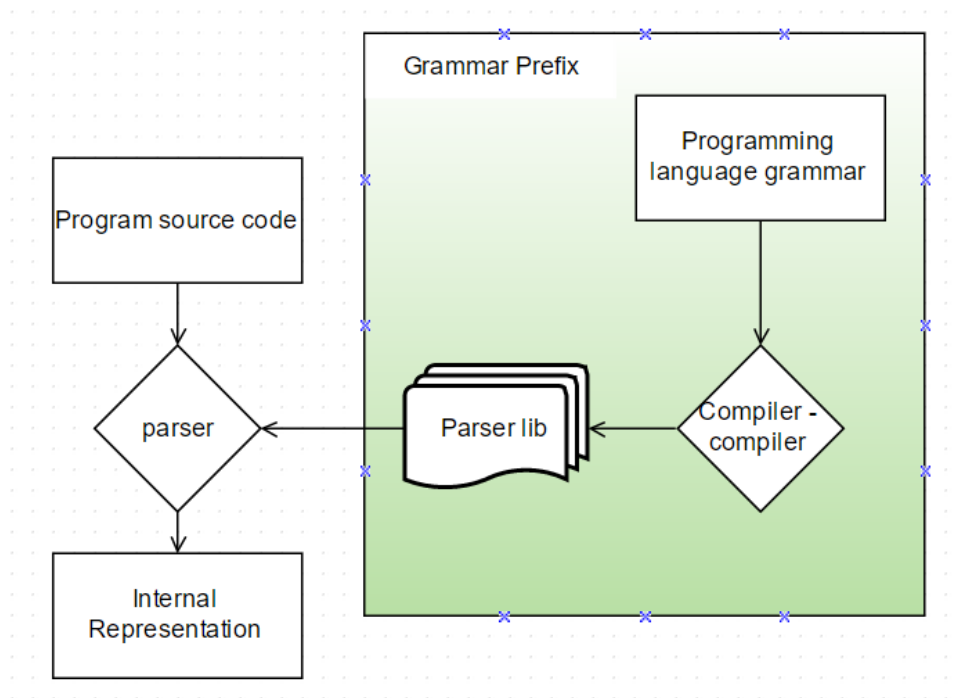 Grammar Prefix
Programming
language grammar
Program source code
parser
Parser lib
Compiler -
compiler
Internal
Representation